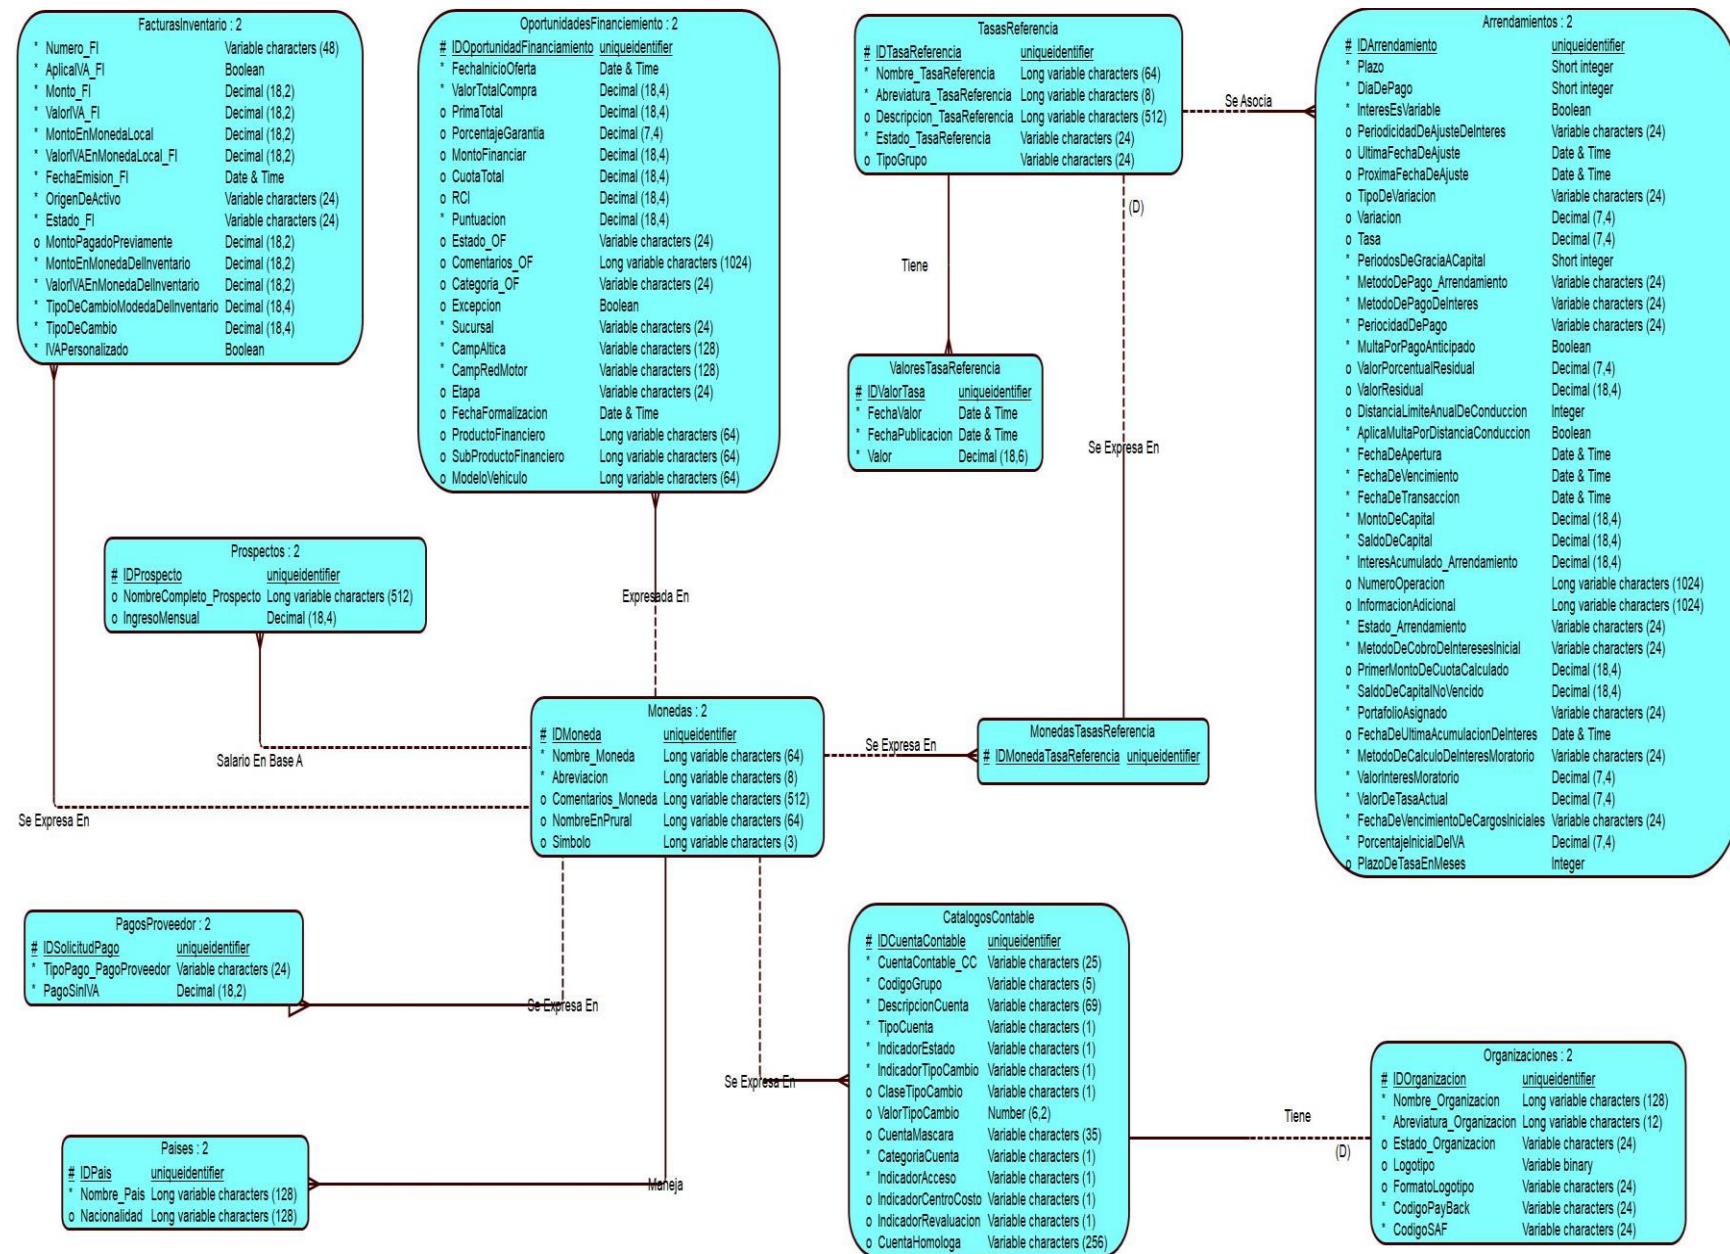 FacturasInventario : 2
* Numero_FI Variable characters (48)
* AplicaIVA_FI Boolean
* Monto_FI Decimal (18,2)
* ValorIVA_FI Decimal (18,2)
* MontoEnMonedaLocal Decimal (18,2)
* ValorIVAEnMonedaLocal_FI Decimal (18,2)
* FechaEmision_FI Date & Time
* OrigenDeActivo Variable characters (24)
* Estado_FI Variable characters (24)
o MontoPagadoPreviamente Decimal (18,2)
* MontoEnMonedaDelInventario Decimal (18,2)
* ValorIVAEnMonedaDelInventario Decimal (18,2)
* TipoDeCambioModedaDelInventario Decimal (18,4)
* TipoDeCambio Decimal (18,4)
* IVAPersonalizado Boolean
OportunidadesFinanciemiento : 2
# IDOportunidadFinanciamiento uniqueidentifier
* FechaInicioOferta Date & Time
* ValorTotalCompra Decimal (18,4)
o PrimaTotal Decimal (18,4)
o PorcentajeGarantia Decimal (7,4)
o MontoFinanciar Decimal (18,4)
o CuotaTotal Decimal (18,4)
o RCI Decimal (18,4)
* Puntuacion Decimal (18,4)
o Estado_OF Variable characters (24)
o Comentarios_OF Long variable characters (1024)
o Categoria_OF Variable characters (24)
o Excepcion Boolean
* Sucursal Variable characters (24)
* CampAltica Variable characters (128)
* CampRedMotor Variable characters (128)
o Etapa Variable characters (24)
o FechaFormalizacion Date & Time
o ProductoFinanciero Long variable characters (64)
o SubProductoFinanciero Long variable characters (64)
o ModeloVehiculo Long variable characters (64)
TasasReferencia
# IDTasaReferencia uniqueidentifier
* Nombre_TasaReferencia Long variable characters (64)
* Abreviatura_TasaReferencia Long variable characters (8)
o Descripcion_TasaReferencia Long variable characters (512)
* Estado_TasaReferencia Variable characters (24)
o TipoGrupo Variable characters (24)
Se Asocia
(D)
Tiene
Se Expresa En
Arrendamientos : 2
# IDArrendamiento uniqueidentifier
* Plazo Short integer
* DiaDePago Short integer
* InteresEsVariable Boolean
o PeriodicidadDeAjusteDeInteres Variable characters (24)
o UltimaFechaDeAjuste Date & Time
o ProximaFechaDeAjuste Date & Time
* TipoDeVariacion Variable characters (24)
o Variacion Decimal (7,4)
o Tasa Decimal (7,4)
* PeriodosDeGraciaACapital Short integer
* MetodoDePago_Arrendamiento Variable characters (24)
* MetodoDePagoDeInteres Variable characters (24)
* PeriocidadDePago Variable characters (24)
* MultaPorPagoAnticipado Boolean
o ValorPorcentualResidual Decimal (7,4)
o ValorResidual Decimal (18,4)
o DistanciaLimiteAnualDeConduccion Integer
* AplicaMultaPorDistanciaConduccion Boolean
* FechaDeApertura Date & Time
* FechaDeVencimiento Date & Time
* FechaDeTransaccion Date & Time
* MontoDeCapital Decimal (18,4)
* SaldoDeCapital Decimal (18,4)
* InteresAcumulado_Arrendamiento Decimal (18,4)
o NumeroOperacion Long variable characters (1024)
o InformacionAdicional Long variable characters (1024)
* Estado_Arrendamiento Variable characters (24)
* MetodoDeCobroDeInteresesInicial Variable characters (24)
o PrimerMontoDeCuotaCalculado Decimal (18,4)
* SaldoDeCapitalNoVencido Decimal (18,4)
* PortafolioAsignado Variable characters (24)
o FechaDeUltimaAcumulacionDeInteres Date & Time
* MetodoDeCalculoDeInteresMoratorio Variable characters (24)
* ValorInteresMoratorio Decimal (7,4)
* ValorDeTasaActual Decimal (7,4)
* FechaDeVencimientoDeCargosIniciales Variable characters (24)
* PorcentajeInicialDeIVA Decimal (7,4)
o PlazoDeTasaEnMeses Integer
ValoresTasaReferencia
# IDValorTasa uniqueidentifier
* FechaValor Date & Time
* FechaPublicacion Date & Time
* Valor Decimal (18,6)
Prospectos : 2
# IDProspecto uniqueidentifier
o NombreCompleto_Prospecto Long variable characters (512)
o IngresoMensual Decimal (18,4)
Expresada En
Salario En Base A
Se Expresa En
Monedas : 2
# IDMoneda uniqueidentifier
* Nombre_Moneda Long variable characters (64)
* Abreviacion Long variable characters (8)
o Comentarios_Moneda Long variable characters (512)
o NombreEnPrural Long variable characters (64)
o Simbolo Long variable characters (3)
Se Expresa En
MonedasTasasReferencia
# IDMonedaTasaReferencia uniqueidentifier
PagosProveedor : 2
# IDSolicitudPago uniqueidentifier
* TipoPago_PagoProveedor Variable characters (24)
* PagoSinIVA Decimal (18,2)
Se Expresa En
Se Expresa En
Maneja
Paises : 2
# IDPais uniqueidentifier
* Nombre_Pais Long variable characters (128)
o Nacionalidad Long variable characters (128)
CatalogosContable
# IDCuentaContable uniqueidentifier
* CuentaContable_CC Variable characters (25)
* CodigoGrupo Variable characters (5)
* DescripcionCuenta Variable characters (69)
* TipoCuenta Variable characters (1)
* IndicadorEstado Variable characters (1)
* IndicadorTipoCambio Variable characters (1)
o ClaseTipoCambio Variable characters (1)
o ValorTipoCambio Number (6,2)
o CuentaMascara Variable characters (35)
* CategoriaCuenta Variable characters (1)
* IndicadorAcceso Variable characters (1)
o IndicadorCentroCosto Variable characters (1)
o IndicadorRevaluacion Variable characters (1)
o CuentaHomologa Variable characters (256)
Tiene
(D)
Organizaciones : 2
# IDOrganizacion uniqueidentifier
* Nombre_Organizacion Long variable characters (128)
* Abreviatura_Organizacion Long variable characters (12)
o Estado_Organizacion Variable characters (24)
o Logotipo Variable binary
o FormatoLogotipo Variable characters (24)
* CodigoPayBack Variable characters (24)
* CodigoSAF Variable characters (24)